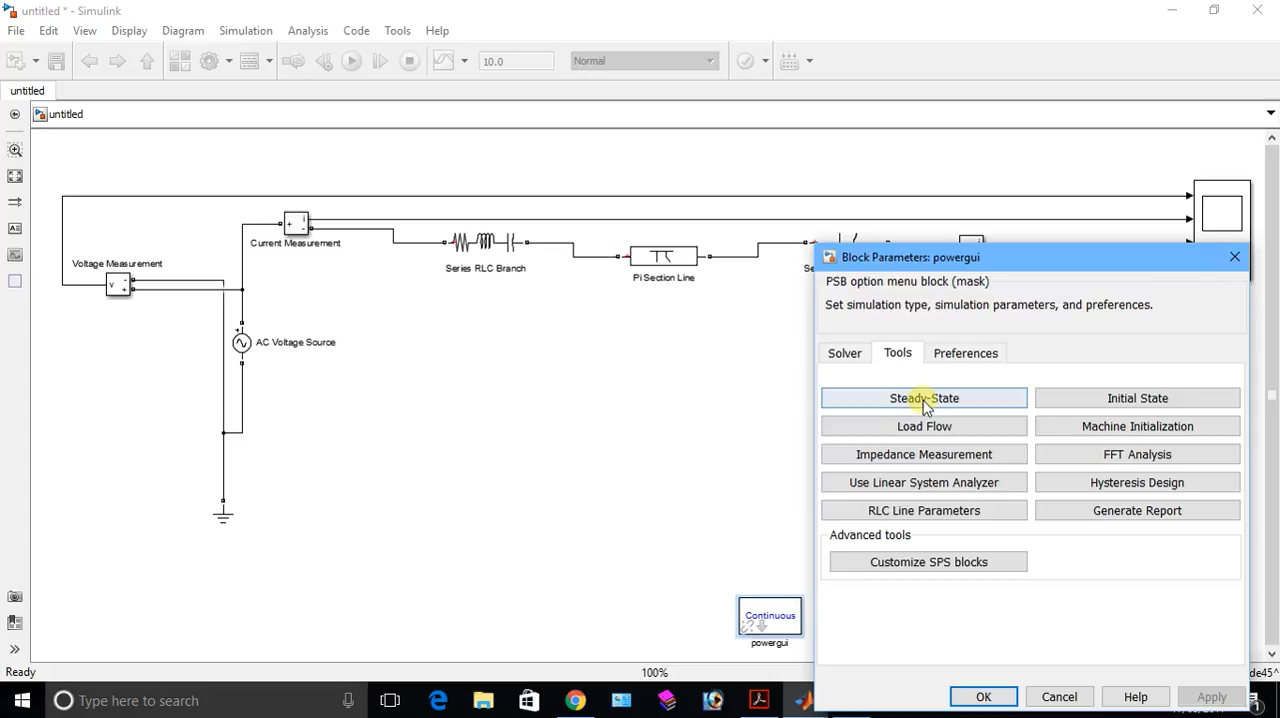 untitled * - Simulink
File Edit View Display Diagram Simulation Analysis Code Tools Help
10.0 Normal
untitled
untitled
Current Measurement
Voltage Measurement
Series RLC Branch
Pi Section Line
AC Voltage Source
Continuous
powergui
Block Parameters: powergui
PSB option menu block (mask)
Set simulation type, simulation parameters, and preferences.
Solver Tools Preferences
Steady-State Initial State
Load Flow Machine Initialization
Impedance Measurement FFT Analysis
Use Linear System Analyzer Hysteresis Design
RLC Line Parameters Generate Report
Advanced tools
Customize SPS blocks
OK Cancel Help Apply
Ready 100%
Type here to search